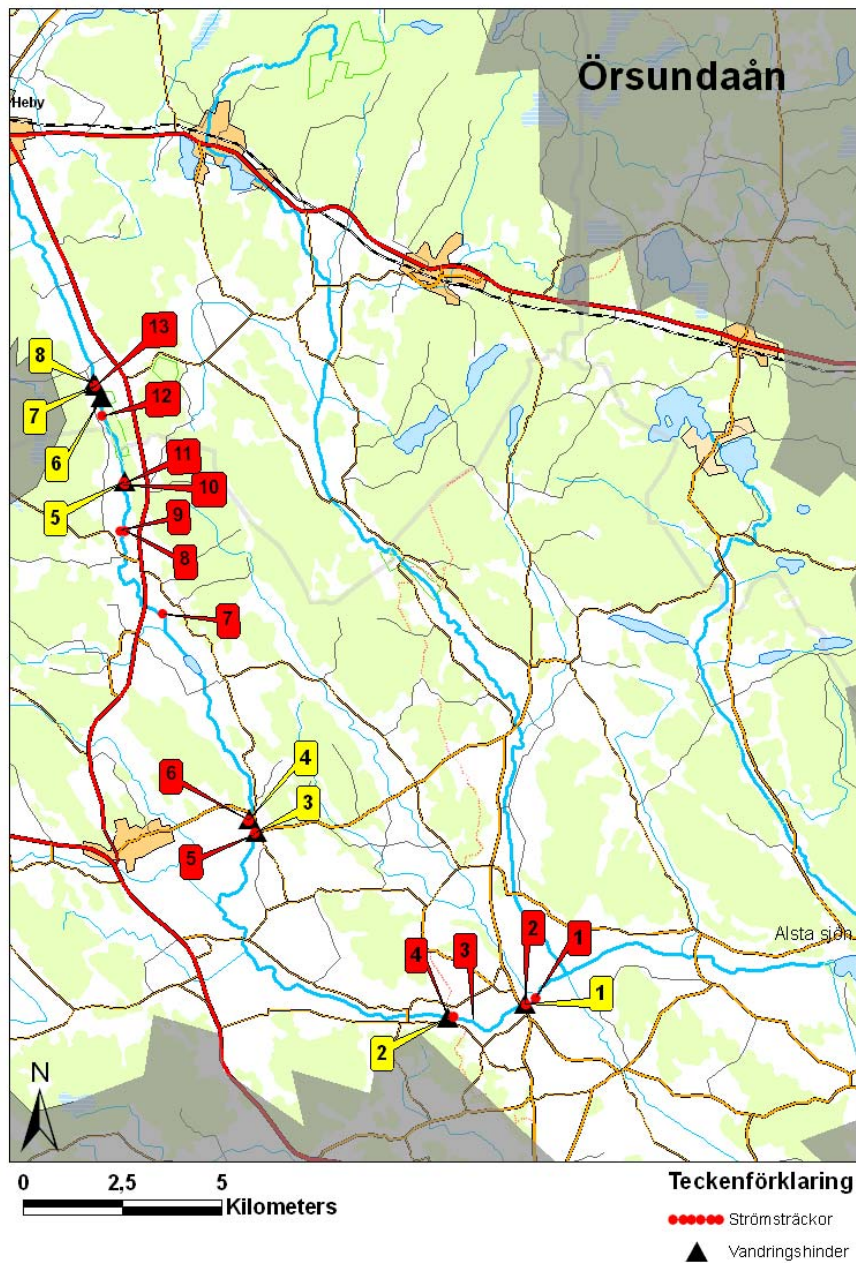 Örsundaån
Heby
13
8
7
12
6
11
10
5
9
8
7
4
6
3
5
2
1
4
3
1
2
Alsta sjön
N
0 2,5 5
Kilometers
Teckenförklaring
Strömsträckor
Vandringshinder